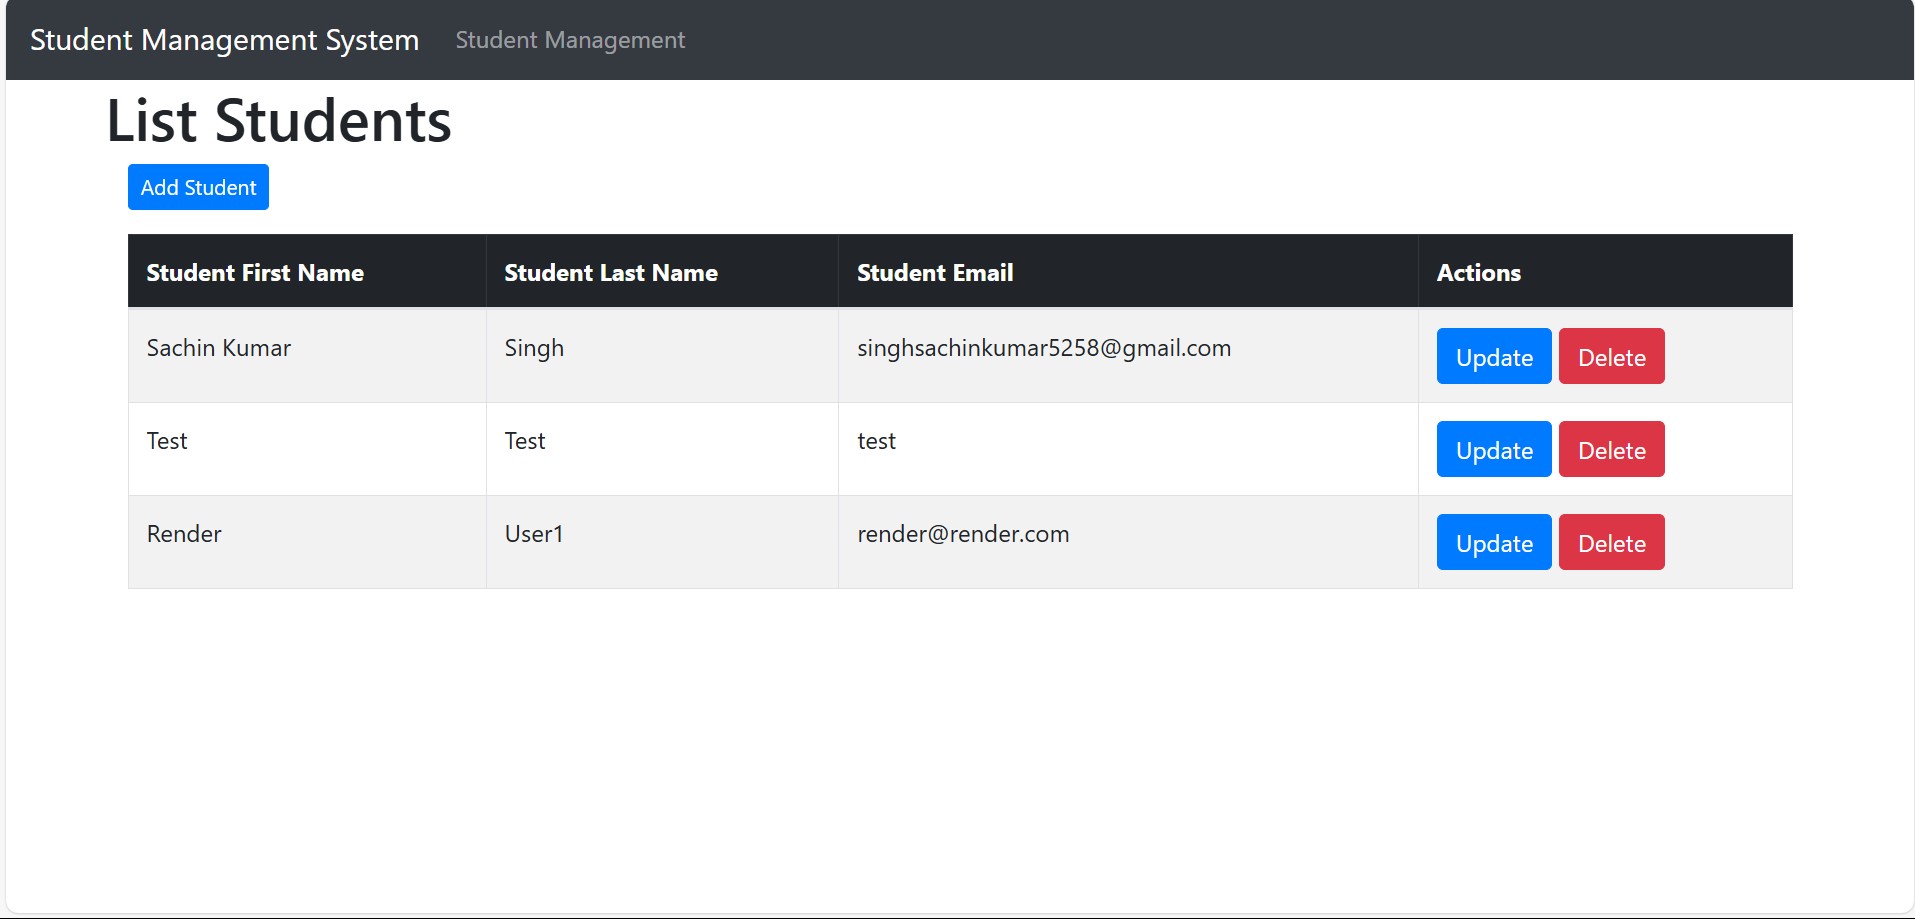 Student Management System Student Management
List Students
Add Student
Student First Name Student Last Name Student Email Actions
Sachin Kumar Singh singhsachinkumar5258@gmail.com Update Delete
Test Test test Update Delete
Render User1 render@render.com Update Delete